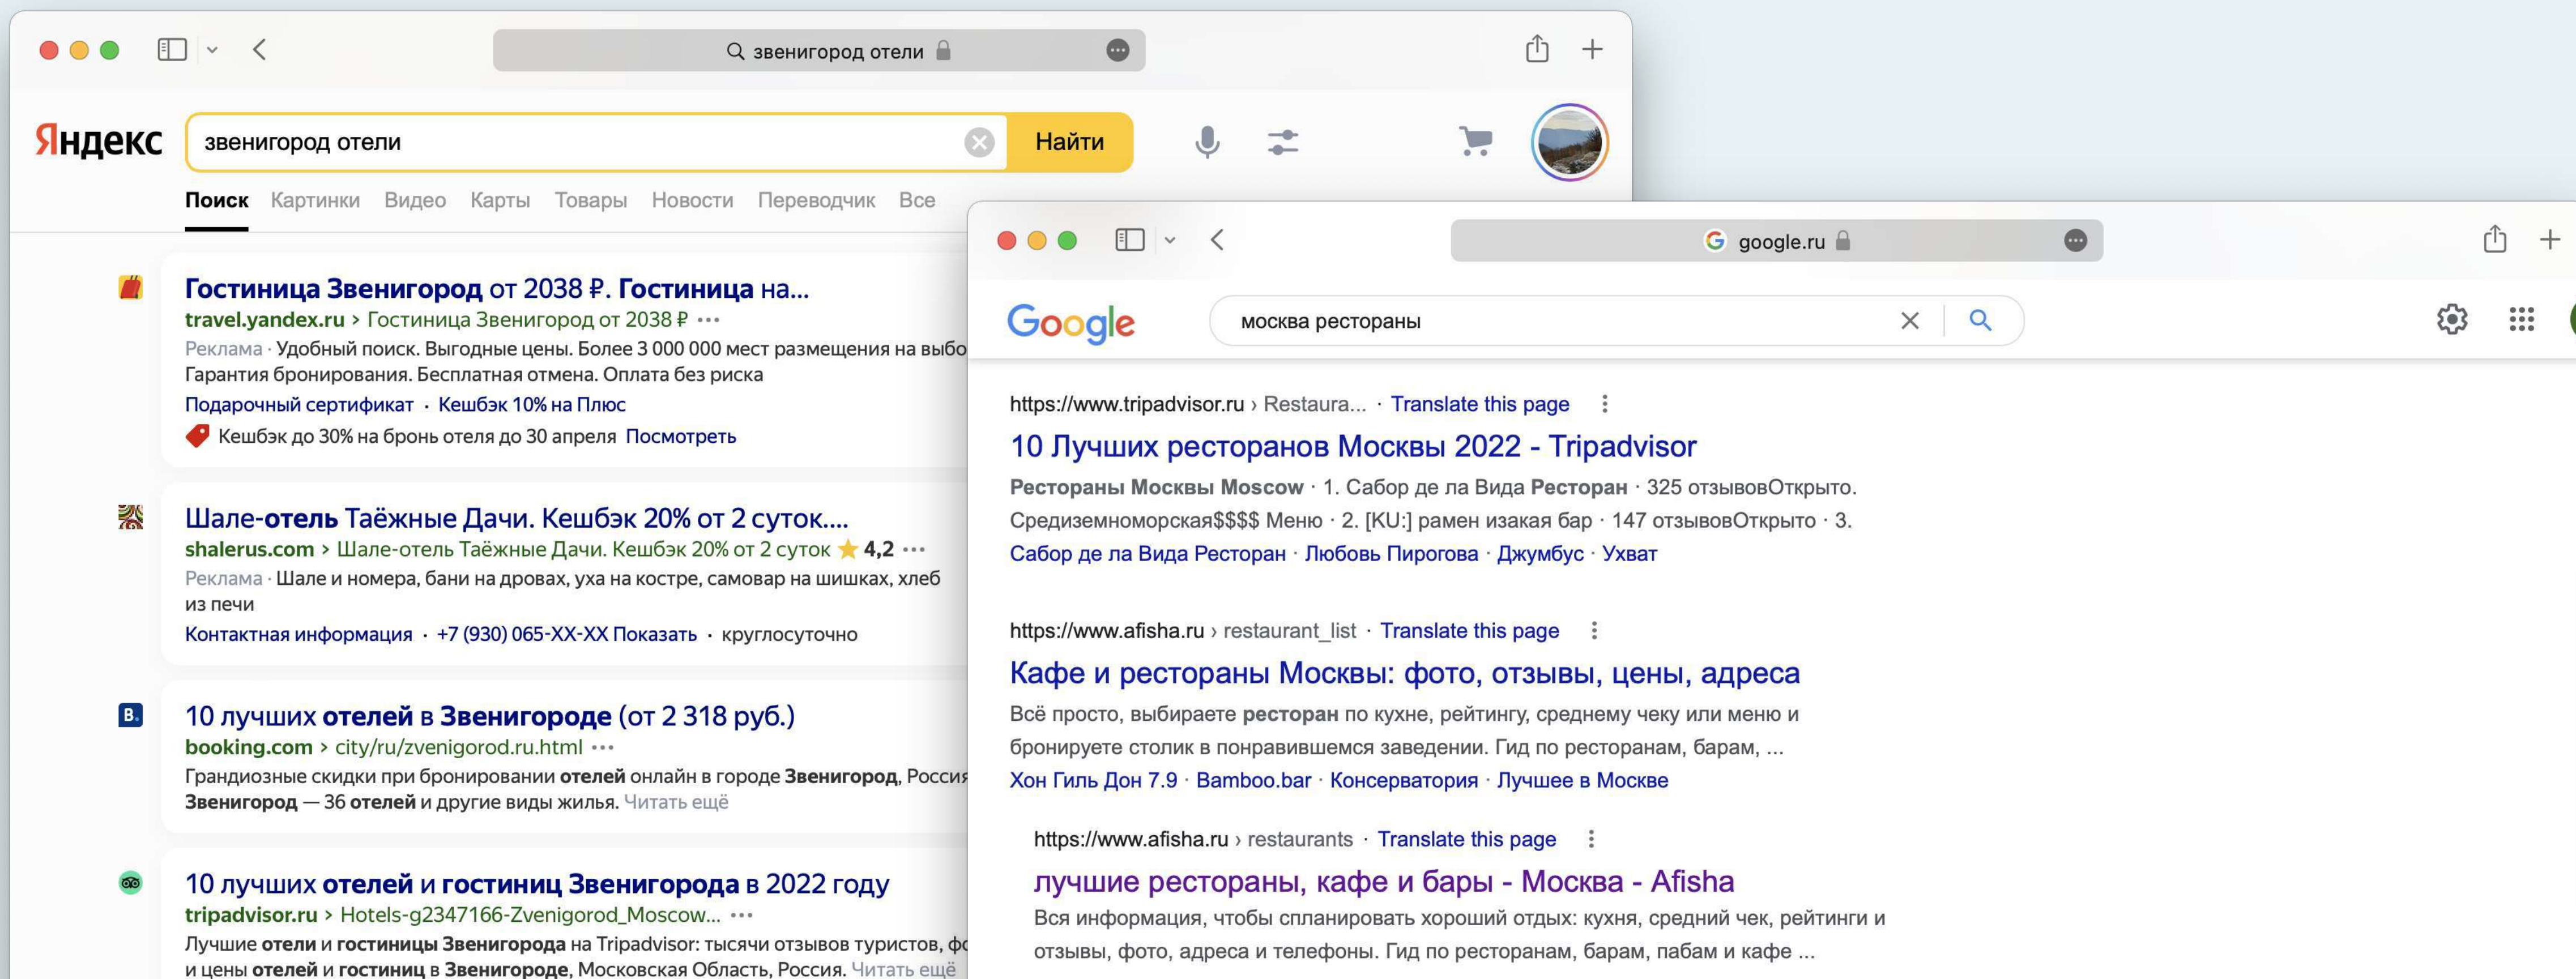 звенигород отели
Яндекс
звенигород отели
Найти
Поиск Картинки Видео Карты Товары Новости Переводчик Все
Гостиница Звенигород от 2038 ₽. Гостиница на...
travel.yandex.ru › Гостиница Звенигород от 2038 ₽
Реклама · Удобный поиск. Выгодные цены. Более 3 000 000 мест размещения на выбо
Гарантия бронирования. Бесплатная отмена. Оплата без риска
Подарочный сертификат · Кешбэк 10% на Плюс
Кешбэк до 30% на бронь отеля до 30 апреля Посмотреть
Шале-отель Таёжные Дачи. Кешбэк 20% от 2 суток....
shalerus.com › Шале-отель Таёжные Дачи. Кешбэк 20% от 2 суток 4,2
Реклама · Шале и номера, бани на дровах, уха на костре, самовар на шишках, хлеб
из печи
Контактная информация · +7 (930) 065-XX-XX Показать · круглосуточно
B.
10 лучших отелей в Звенигороде (от 2 318 руб.)
booking.com › city/ru/zvenigorod.ru.html
Грандиозные скидки при бронировании отелей онлайн в городе Звенигород, Россия
Звенигород — 36 отелей и другие виды жилья. Читать ещё
10 лучших отелей и гостиниц Звенигорода в 2022 году
tripadvisor.ru › Hotels-g2347166-Zvenigorod_Moscow...
Лучшие отели и гостиницы Звенигорода на Tripadvisor: тысячи отзывов туристов, фо
и цены отелей и гостиниц в Звенигороде, Московская Область, Россия. Читать ещё
google.ru
Google
москва рестораны
https://www.tripadvisor.ru › Restaura... · Translate this page
10 Лучших ресторанов Москвы 2022 - Tripadvisor
Рестораны Москвы Moscow · 1. Сабор де ла Вида Ресторан · 325 отзывовОткрыто.
Средиземноморская$$$$ Меню · 2. [KU:] рамен изакая бар · 147 отзывовОткрыто · 3.
Сабор де ла Вида Ресторан · Любовь Пирогова · Джумбус · Ухват
https://www.afisha.ru › restaurant_list · Translate this page
Кафе и рестораны Москвы: фото, отзывы, цены, адреса
Всё просто, выбираете ресторан по кухне, рейтингу, среднему чеку или меню и
бронируете столик в понравившемся заведении. Гид по ресторанам, барам, ...
Хон Гиль Дон 7.9 · Bamboo.bar · Консерватория · Лучшее в Москве
https://www.afisha.ru › restaurants · Translate this page
лучшие рестораны, кафе и бары - Москва - Afisha
Вся информация, чтобы спланировать хороший отдых: кухня, средний чек, рейтинги и
отзывы, фото, адреса и телефоны. Гид по ресторанам, барам, пабам и кафе ...